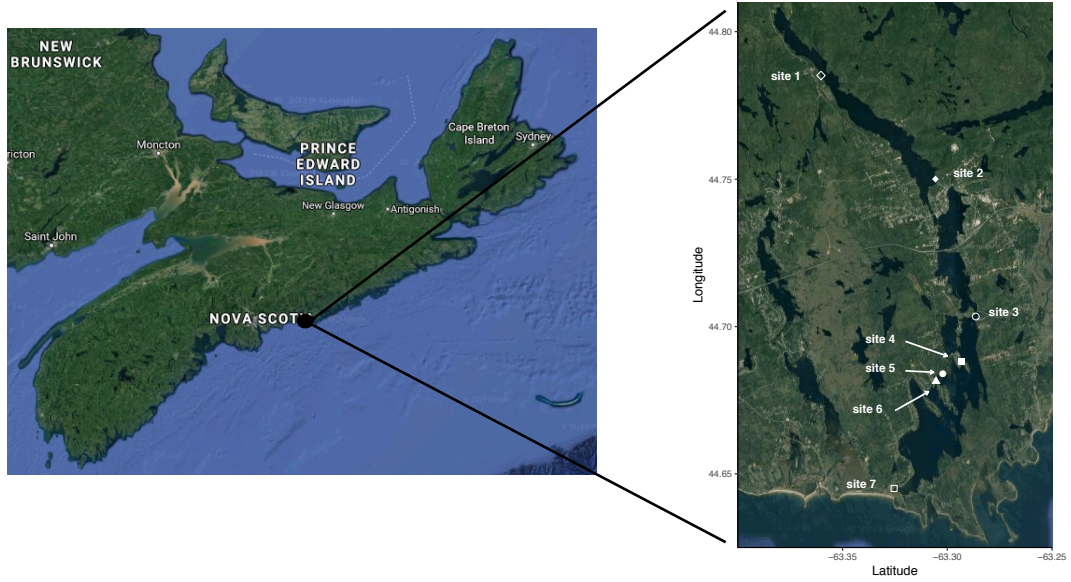 NEW
BRUNSWICK
ricton
Moncton
Saint John
PRINCE
EDWARD
ISLAND
New Glasgow
Antigonish
Cape Breton
Island
Sydney
NOVA SCOT
44.80
44.75
44.70
44.65
Longitude
site 1
site 2
site 3
site 4
site 5
site 6
site 7
−63.35
−63.30
−63.25
Latitude